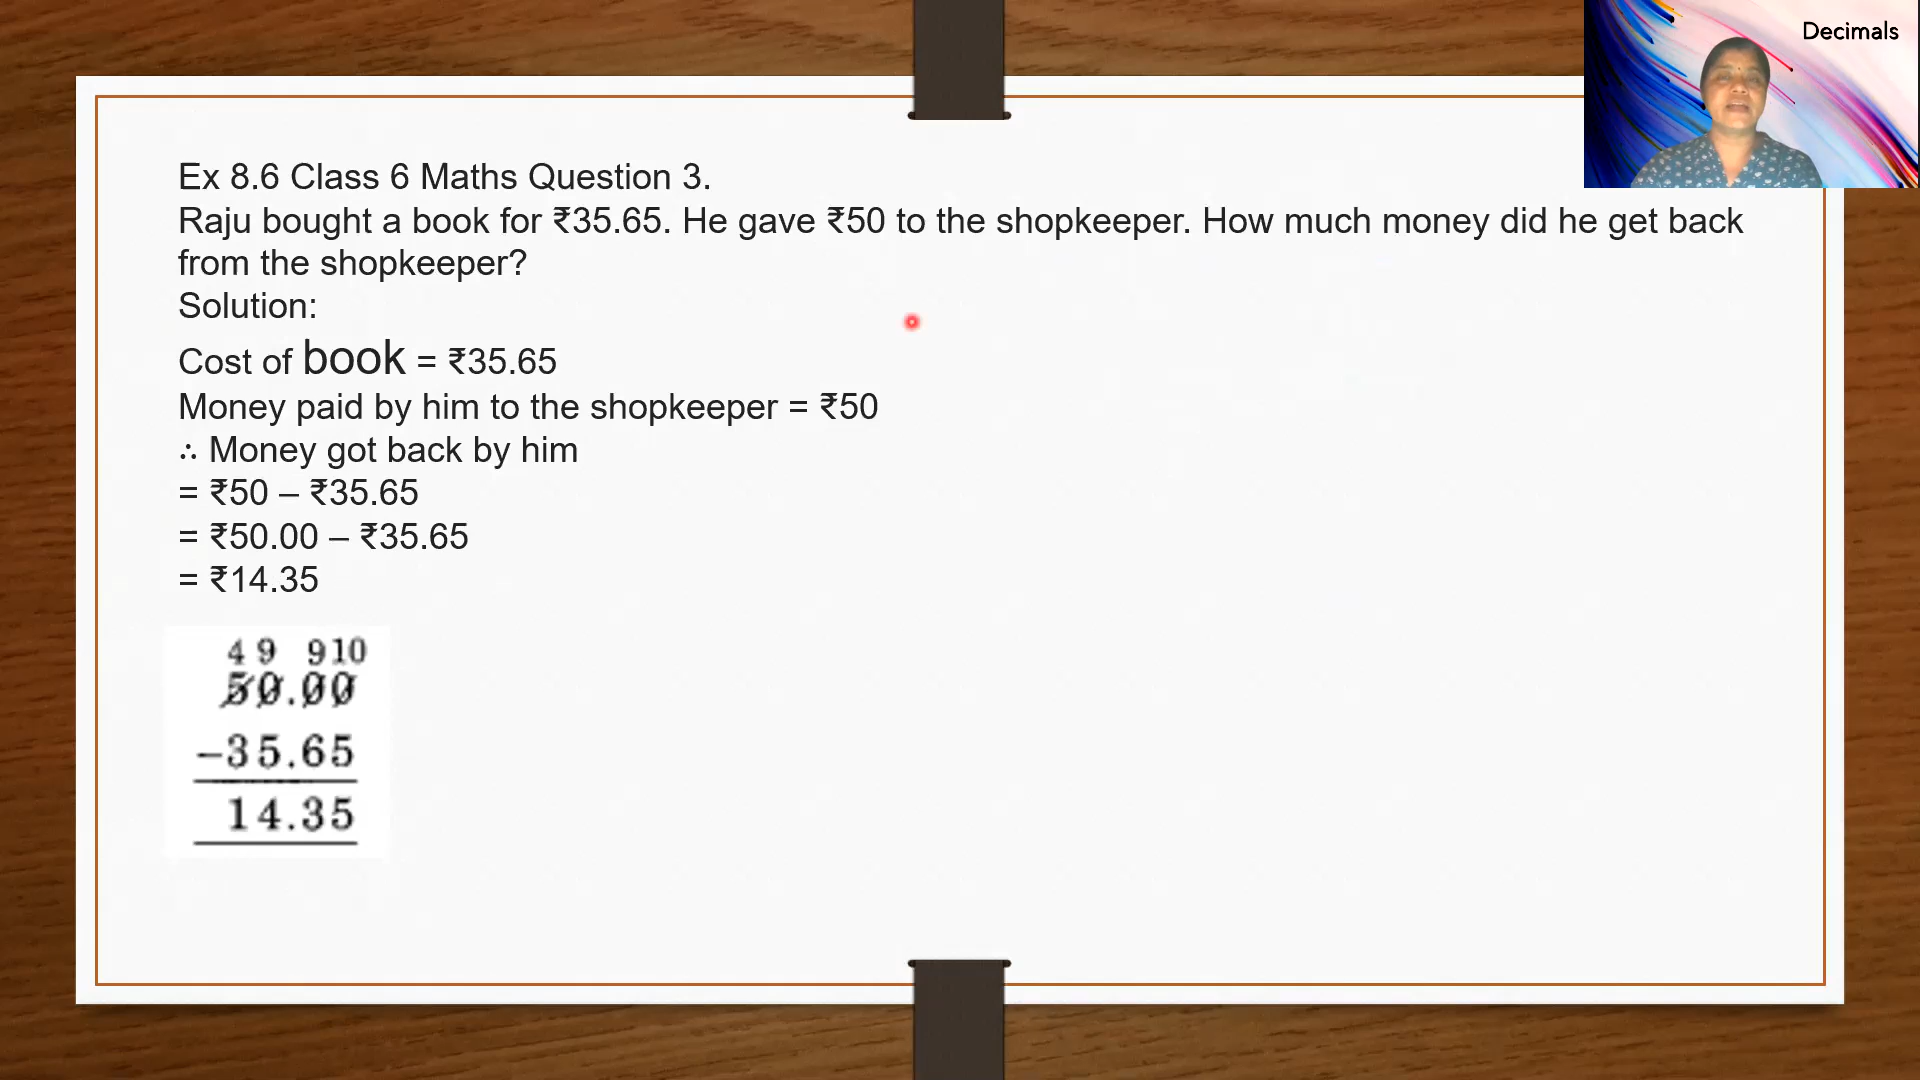 Decimals
Ex 8.6 Class 6 Maths Question 3.
Raju bought a book for ₹35.65. He gave ₹50 to the shopkeeper. How much money did he get back
from the shopkeeper?
Solution:
Cost of book = ₹35.65
Money paid by him to the shopkeeper = ₹50
∴ Money got back by him
= ₹50 – ₹35.65
= ₹50.00 – ₹35.65
= ₹14.35
4 9 9 10
50.00
–35.65
14.35